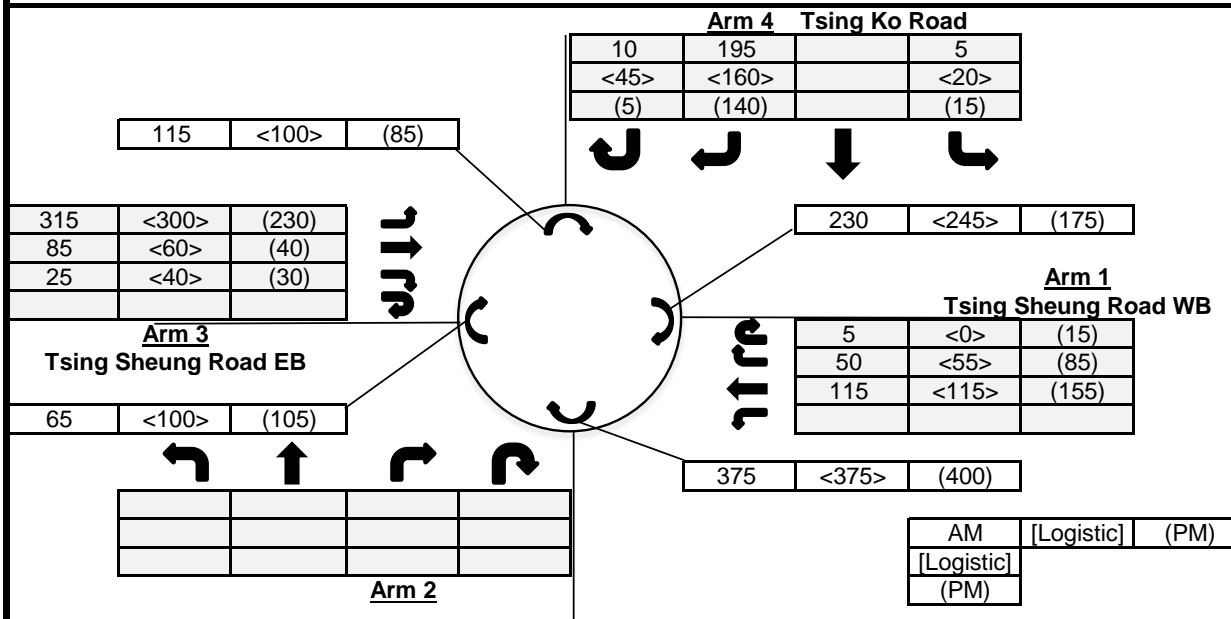 Arm 4 Tsing Ko Road
10 195 5
<45> <160> <20>
(5) (140) (15)
115 <100> (85)
315 <300> (230)
85 <60> (40)
25 <40> (30)
230 <245> (175)
Arm 1
Tsing Sheung Road WB
5 <0> (15)
50 <55> (85)
115 <115> (155)
Arm 3
Tsing Sheung Road EB
65 <100> (105)
375 <375> (400)
Arm 2
AM [Logistic] (PM)
[Logistic]
(PM)